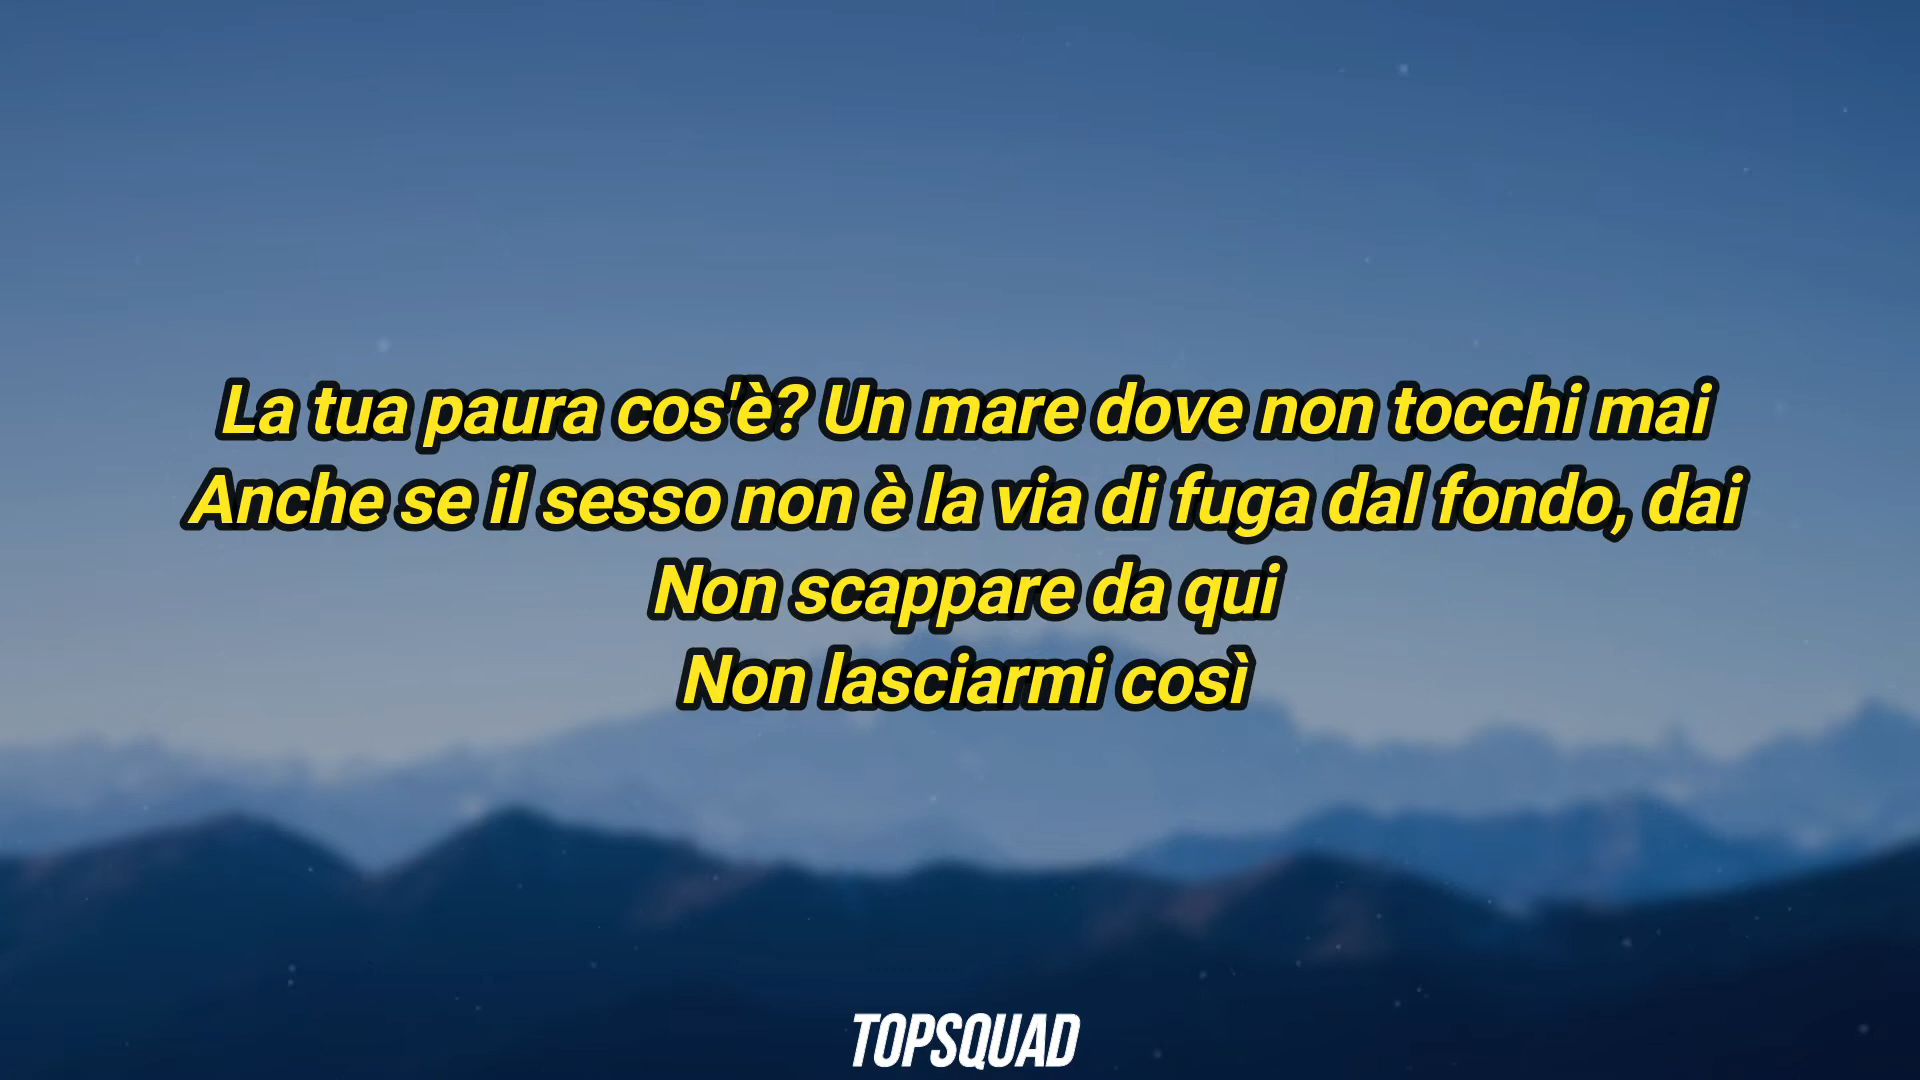 La tua paura cos'è? Un mare dove non tocchi mai
Anche se il sesso non è la via di fuga dal fondo, dai
Non scappare da qui
Non lasciarmi così
TOPSQUAD